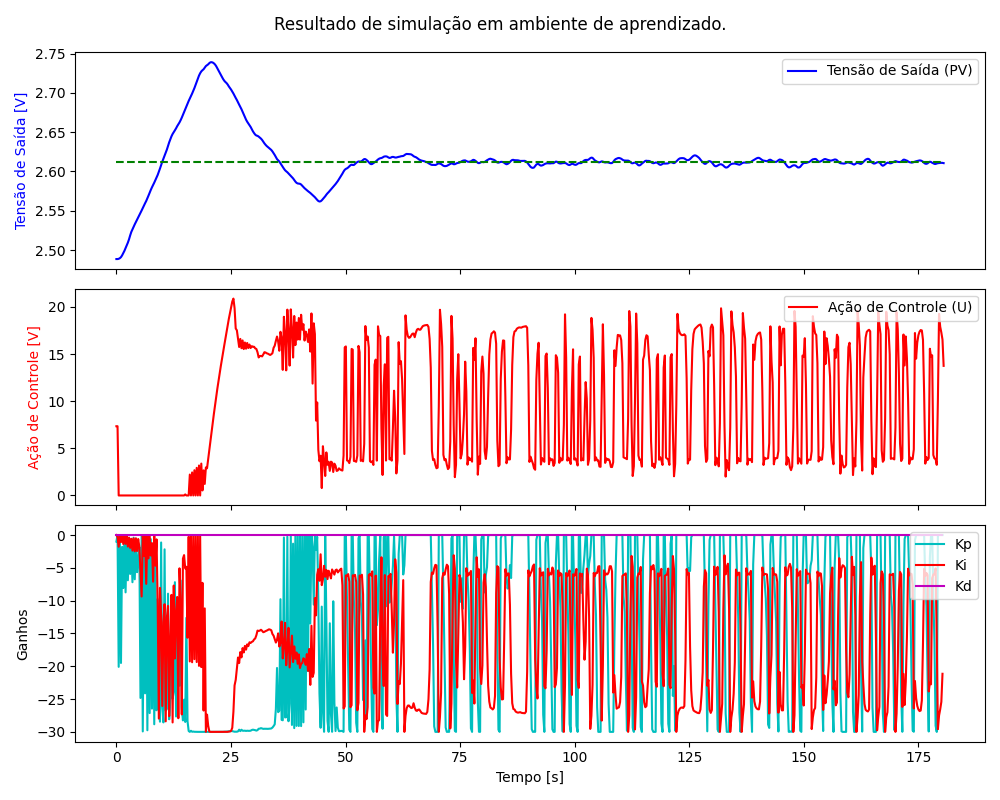 Resultado de simulação em ambiente de aprendizado.
Tensão de Saída [V]
2.75
2.70
2.65
2.60
2.55
2.50
Tensão de Saída (PV)
Ação de Controle [V]
20
15
10
5
0
Ação de Controle (U)
Ganhos
0
−5
−10
−15
−20
−25
−30
Kp
Ki
Kd
0 25 50 75 100 125 150 175
Tempo [s]